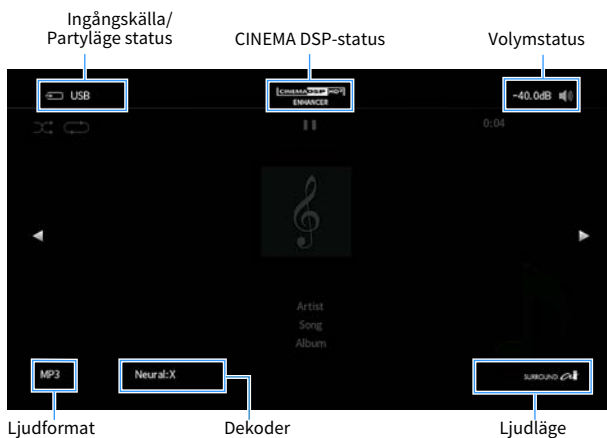 Ingångskälla/
Partyläge status
CINEMA DSP-status
Volymstatus
USB
CINEMA DSP HD³
ENHANCER
-40.0dB
0:04
Artist
Song
Album
MP3
Neural:X
SURROUND:AI
Ljudformat
Dekoder
Ljudläge